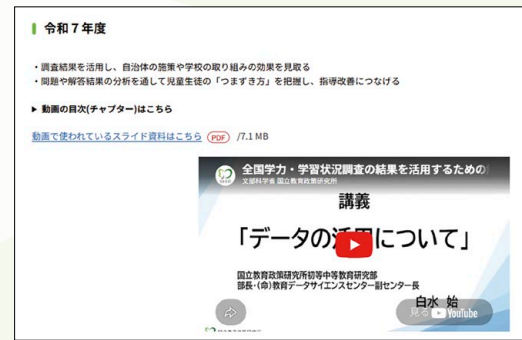 令和7年度
・調査結果を活用し、自治体の施策や学校の取り組みの効果を見取る
・問題や解答結果の分析を通して児童生徒の「つまずき方」を把握し、指導改善につなげる
▶ 動画の目次(チャプター)はこちら
動画で使われているスライド資料はこちら PDF /7.1 MB
全国学力・学習状況調査の結果を活用するための
文部科学省 国立教育政策研究所
講義
「データの活用について」
国立教育政策研究所初等中等教育研究部
部長・(命)教育データサイエンスセンター副センター長
白水 始
見る YouTube